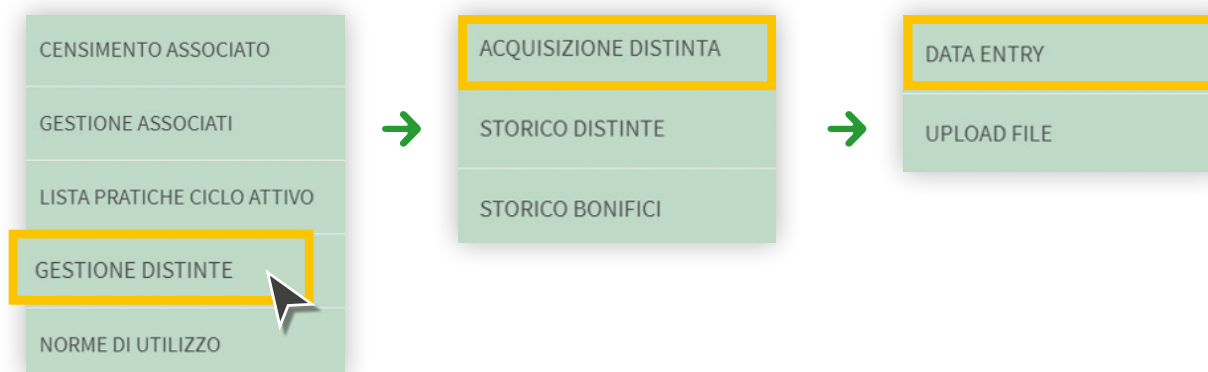 CENSIMENTO ASSOCIATO
GESTIONE ASSOCIATI
LISTA PRATICHE CICLO ATTIVO
GESTIONE DISTINTE
NORME DI UTILIZZO
ACQUISIZIONE DISTINTA
STORICO DISTINTE
STORICO BONIFICI
DATA ENTRY
UPLOAD FILE